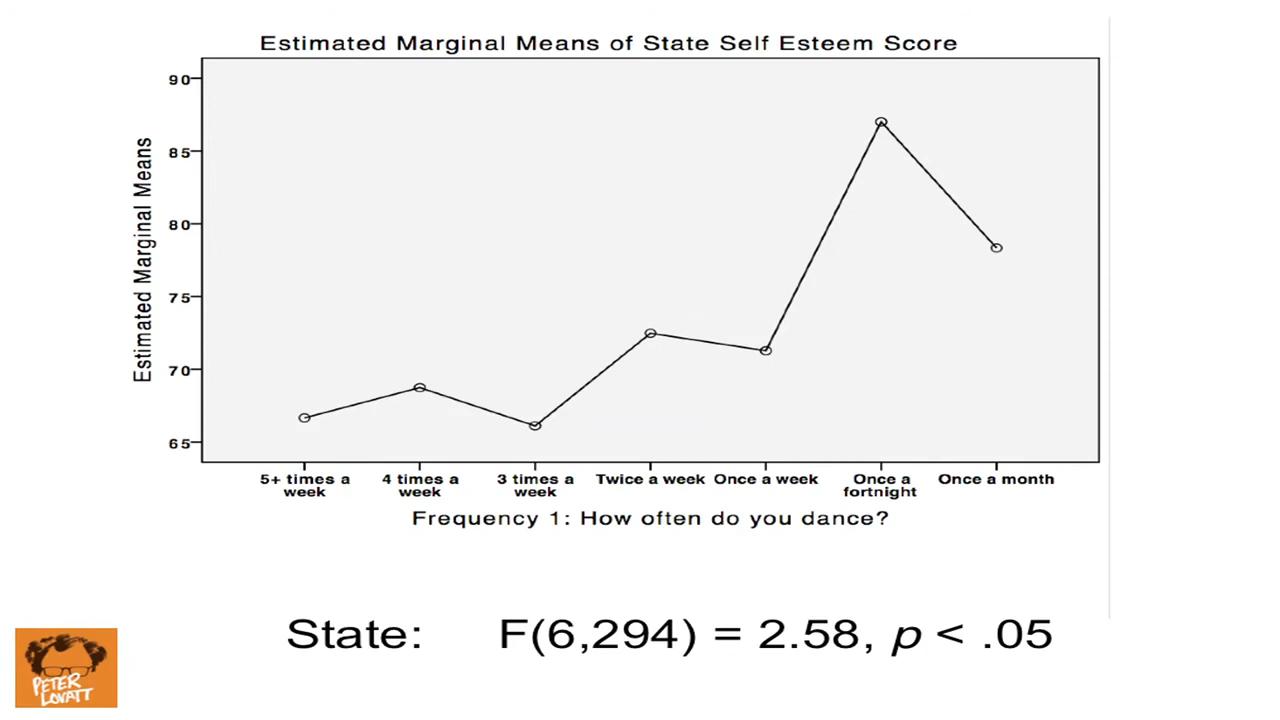 Estimated Marginal Means of State Self Esteem Score
Estimated Marginal Means
90
85
80
75
70
65
5+ times a week
4 times a week
3 times a week
Twice a week
Once a week
Once a fortnight
Once a month
Frequency 1: How often do you dance?
State: F(6,294) = 2.58, p < .05
PETER
LOVATT